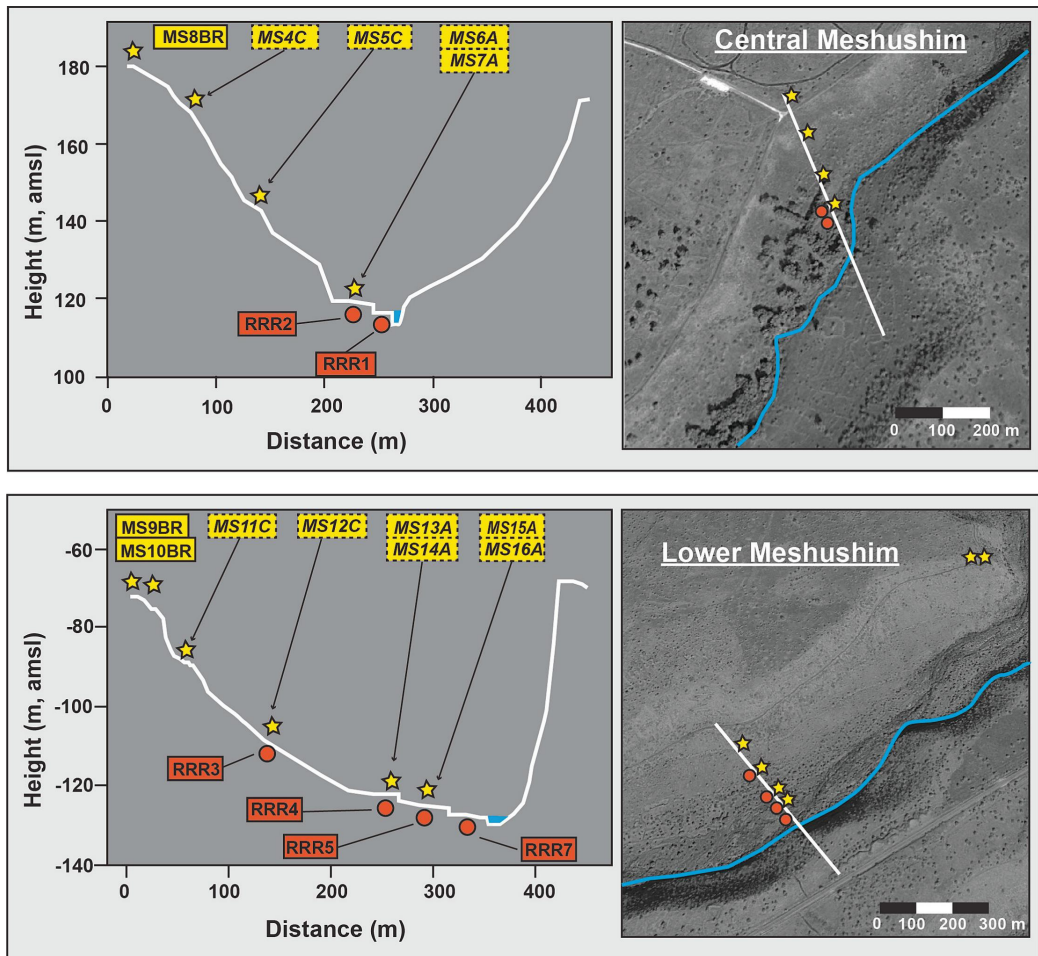 MS8BR
MS4C
MS5C
MS6A
MS7A
180
160
140
120
100
Height (m, amsl)
RRR2
RRR1
0
100
200
300
400
Distance (m)
Central Meshushim
0 100 200 m
MS9BR
MS10BR
MS11C
MS12C
MS13A
MS14A
MS15A
MS16A
-60
-80
-100
-120
-140
Height (m, amsl)
RRR3
RRR4
RRR5
RRR7
0
100
200
300
400
Distance (m)
Lower Meshushim
0 100 200 300 m